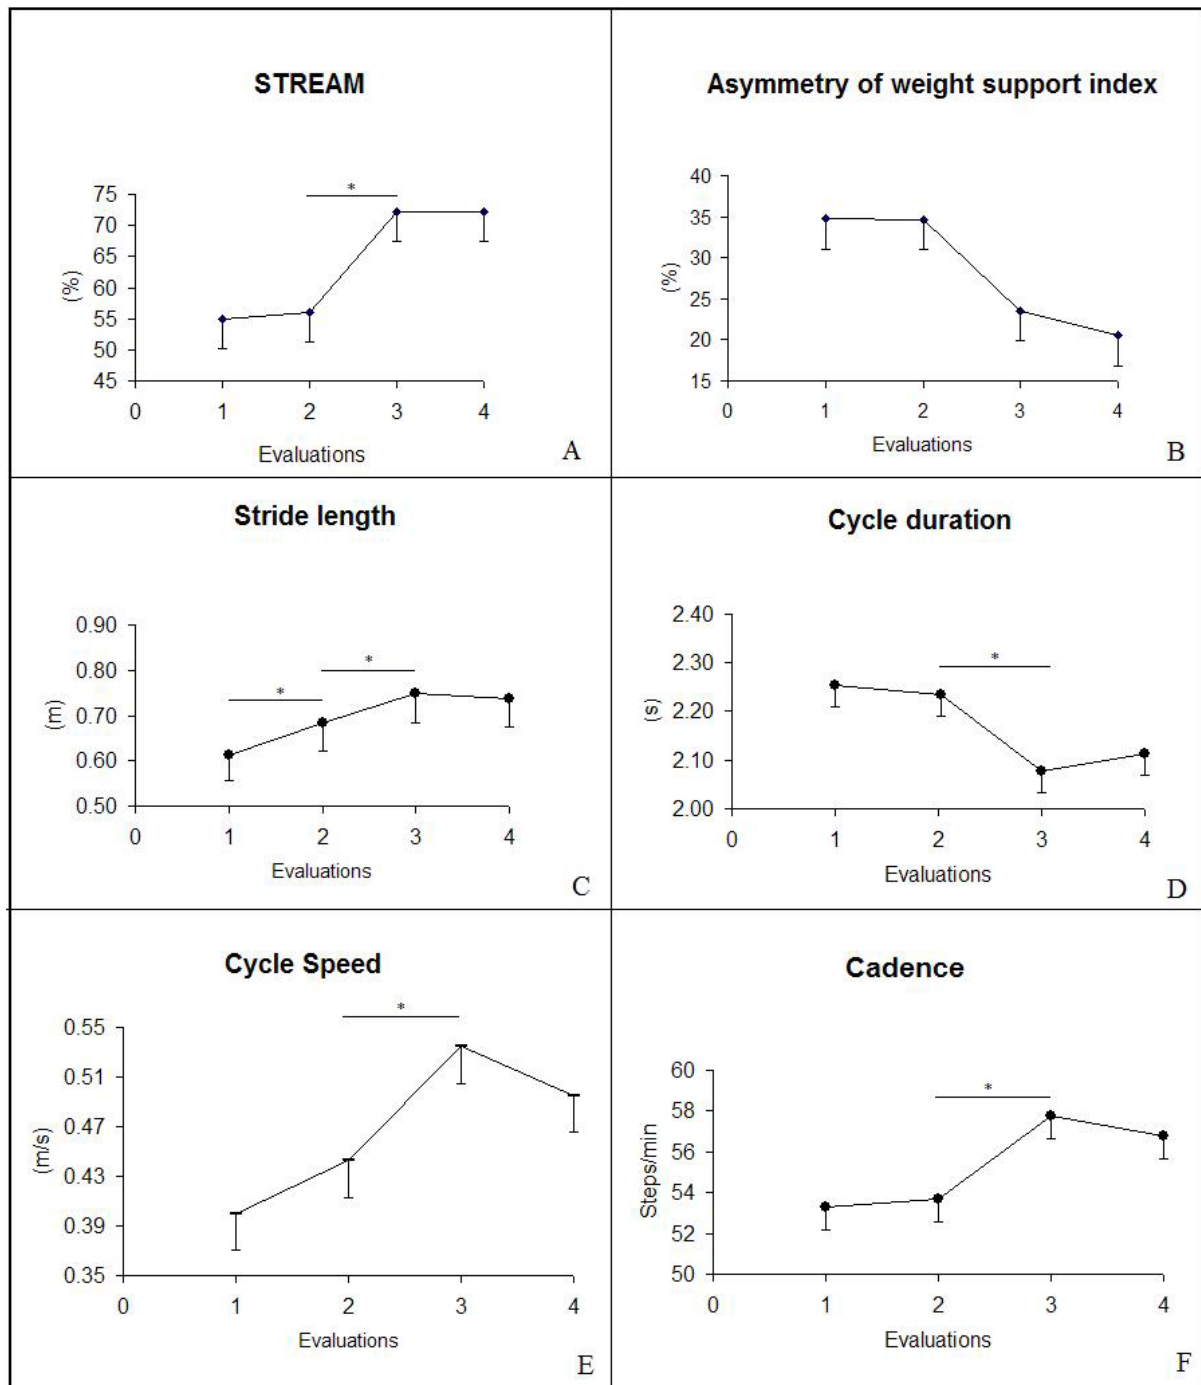 STREAM
*
75
70
65
60
55
50
45
(%)
0 1 2 3 4
Evaluations
A
Asymmetry of weight support index
40
35
30
25
20
15
(%)
0 1 2 3 4
Evaluations
B
Stride length
0.90
0.80
0.70
0.60
0.50
(m)
*
*
0 1 2 3 4
Evaluations
C
Cycle duration
2.40
2.30
2.20
2.10
2.00
(s)
*
0 1 2 3 4
Evaluations
D
Cycle Speed
*
0.55
0.51
0.47
0.43
0.39
0.35
(m/s)
0 1 2 3 4
Evaluations
E
Cadence
60
58
56
54
52
50
Steps/min
*
0 1 2 3 4
Evaluations
F